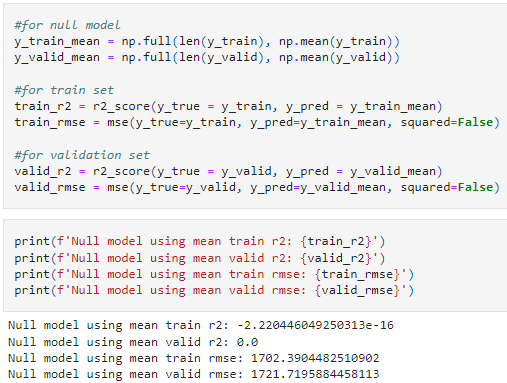 #for null model
y_train_mean = np.full(len(y_train), np.mean(y_train))
y_valid_mean = np.full(len(y_valid), np.mean(y_valid))
#for train set
train_r2 = r2_score(y_true = y_train, y_pred = y_train_mean)
train_rmse = mse(y_true=y_train, y_pred=y_train_mean, squared=False)
#for validation set
valid_r2 = r2_score(y_true = y_valid, y_pred = y_valid_mean)
valid_rmse = mse(y_true=y_valid, y_pred=y_valid_mean, squared=False)
print(f'Null model using mean train r2: {train_r2}')
print(f'Null model using mean valid r2: {valid_r2}')
print(f'Null model using mean train rmse: {train_rmse}')
print(f'Null model using mean valid rmse: {valid_rmse}')
Null model using mean train r2: -2.220446049250313e-16
Null model using mean valid r2: 0.0
Null model using mean train rmse: 1702.3904482510902
Null model using mean valid rmse: 1721.7195884458113